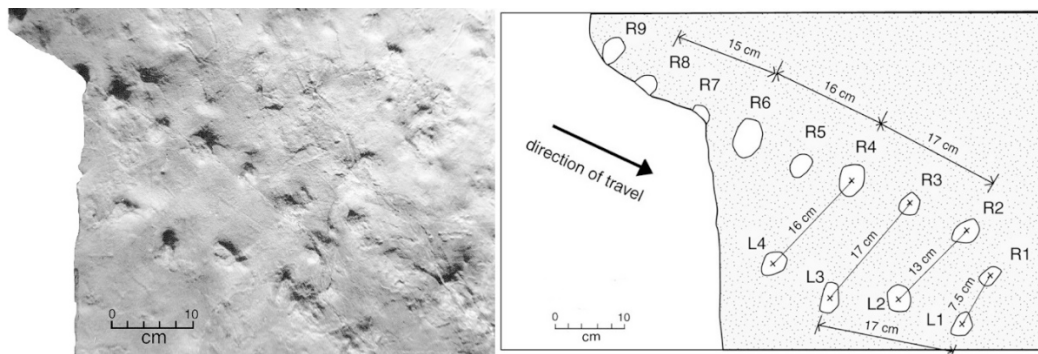 0 10
cm
R9
R8
R7
R6
R5
R4
R3
R2
R1
15 cm
16 cm
17 cm
direction of travel
L4
L3
L2
L1
16 cm
17 cm
13 cm
7.5 cm
17 cm
0 10
cm